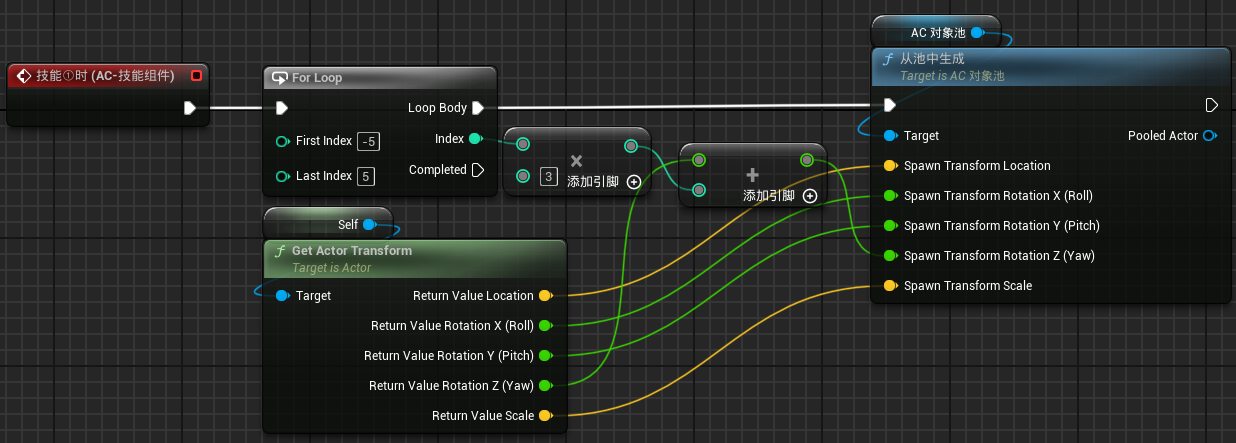 技能①时 (AC-技能组件)
For Loop
Loop Body
First Index -5
Index
Last Index 5
Completed
×
3 添加引脚
+
添加引脚
Self
Get Actor Transform
Target is Actor
Target
Return Value Location
Return Value Rotation X (Roll)
Return Value Rotation Y (Pitch)
Return Value Rotation Z (Yaw)
Return Value Scale
AC 对象池
从池中生成
Target is AC 对象池
Target
Pooled Actor
Spawn Transform Location
Spawn Transform Rotation X (Roll)
Spawn Transform Rotation Y (Pitch)
Spawn Transform Rotation Z (Yaw)
Spawn Transform Scale